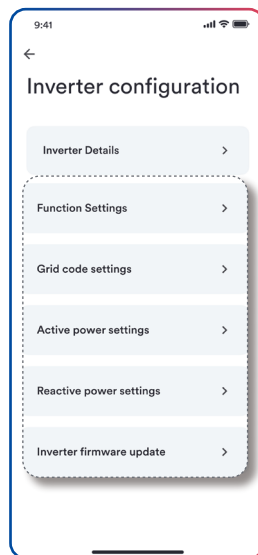 9:41
Inverter configuration
Inverter Details
Function Settings
Grid code settings
Active power settings
Reactive power settings
Inverter firmware update